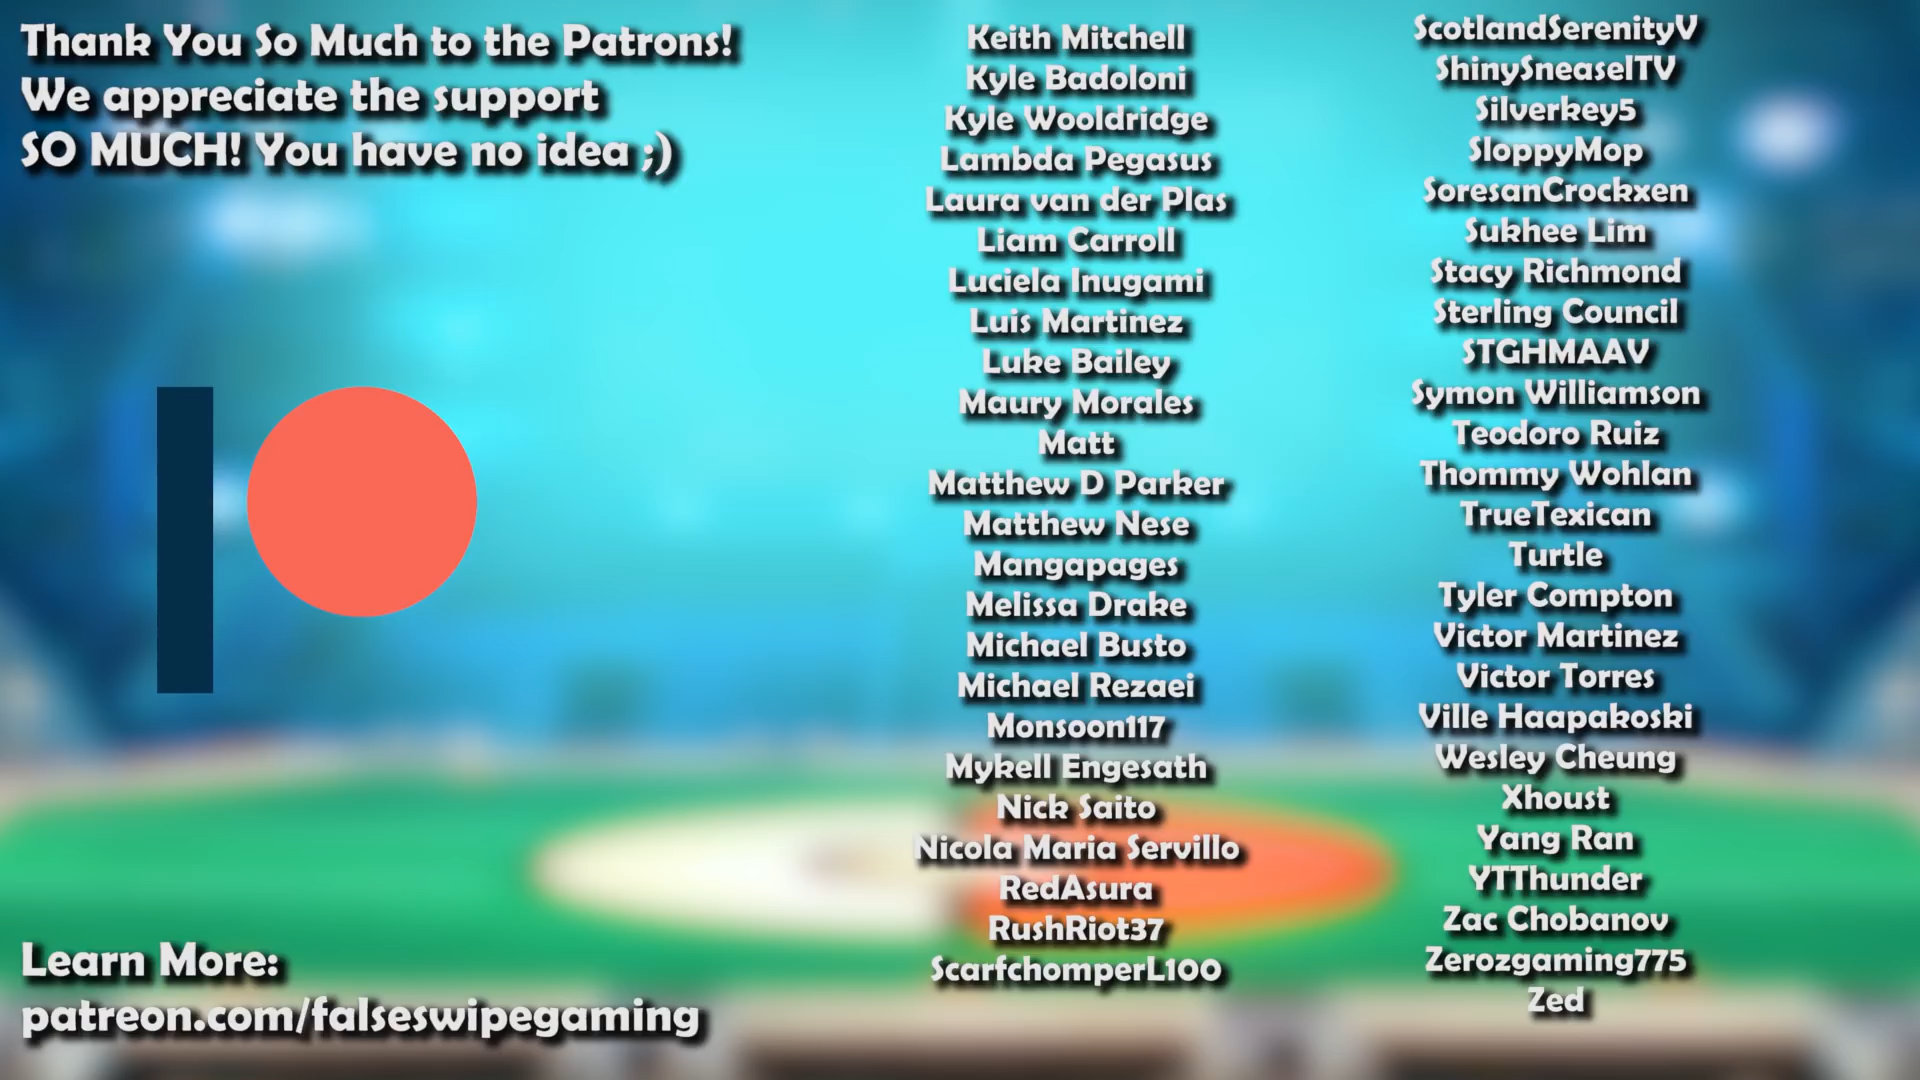 Thank You So Much to the Patrons!
We appreciate the support
SO MUCH! You have no idea ;)
Learn More:
patreon.com/falseswipegaming
Keith Mitchell
Kyle Badoloni
Kyle Wooldridge
Lambda Pegasus
Laura van der Plas
Liam Carroll
Luciela Inugami
Luis Martinez
Luke Bailey
Maury Morales
Matt
Matthew D Parker
Matthew Nese
Mangapages
Melissa Drake
Michael Busto
Michael Rezaei
Monsoon117
Mykell Engesath
Nick Saito
Nicola Maria Servillo
RedAsura
RushRiot37
ScarfchomperL100
ScotlandSerenityV
ShinySneaselTV
Silverkey5
SloppyMop
SoresanCrockxen
Sukhee Lim
Stacy Richmond
Sterling Council
STGHMAAV
Symon Williamson
Teodoro Ruiz
Thommy Wohlan
TrueTexican
Turtle
Tyler Compton
Victor Martinez
Victor Torres
Ville Haapakoski
Wesley Cheung
Xhoust
Yang Ran
YTThunder
Zac Chobanov
Zerozgaming775
Zed